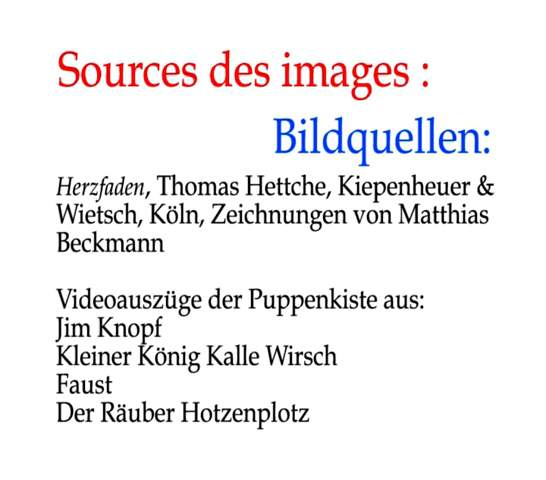 Sources des images :
Bildquellen:
Herzfaden, Thomas Hettche, Kiepenheuer &
Wietsch, Köln, Zeichnungen von Matthias
Beckmann
Videoauszüge der Puppenkiste aus:
Jim Knopf
Kleiner König Kalle Wirsch
Faust
Der Räuber Hotzenplotz